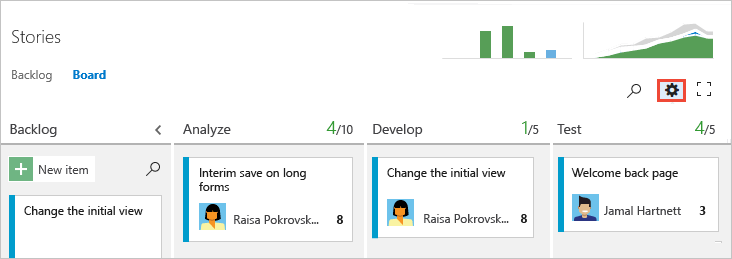 Stories
Backlog Board
Backlog Analyze 4/10 Develop 1/5 Test 4/5
New item
Interim save on long
forms
Raisa Pokrovsk... 8
Change the initial view
Raisa Pokrovsk... 8
Welcome back page
Jamal Hartnett 3
Change the initial view